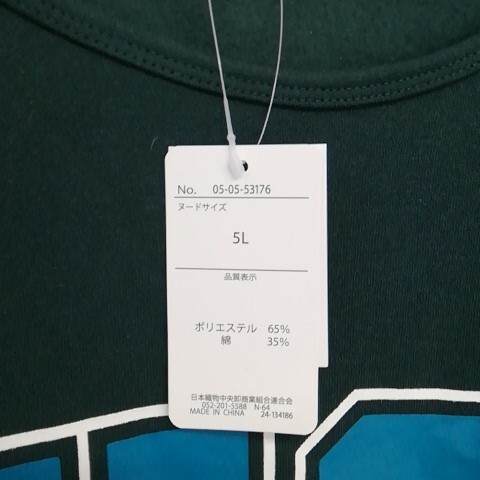 No. 05-05-53176
ヌードサイズ
5L
品質表示
ポリエステル 65%
綿 35%
日本織物中央卸商業組合連合会
052-201-5588 N-64
MADE IN CHINA 24-134186